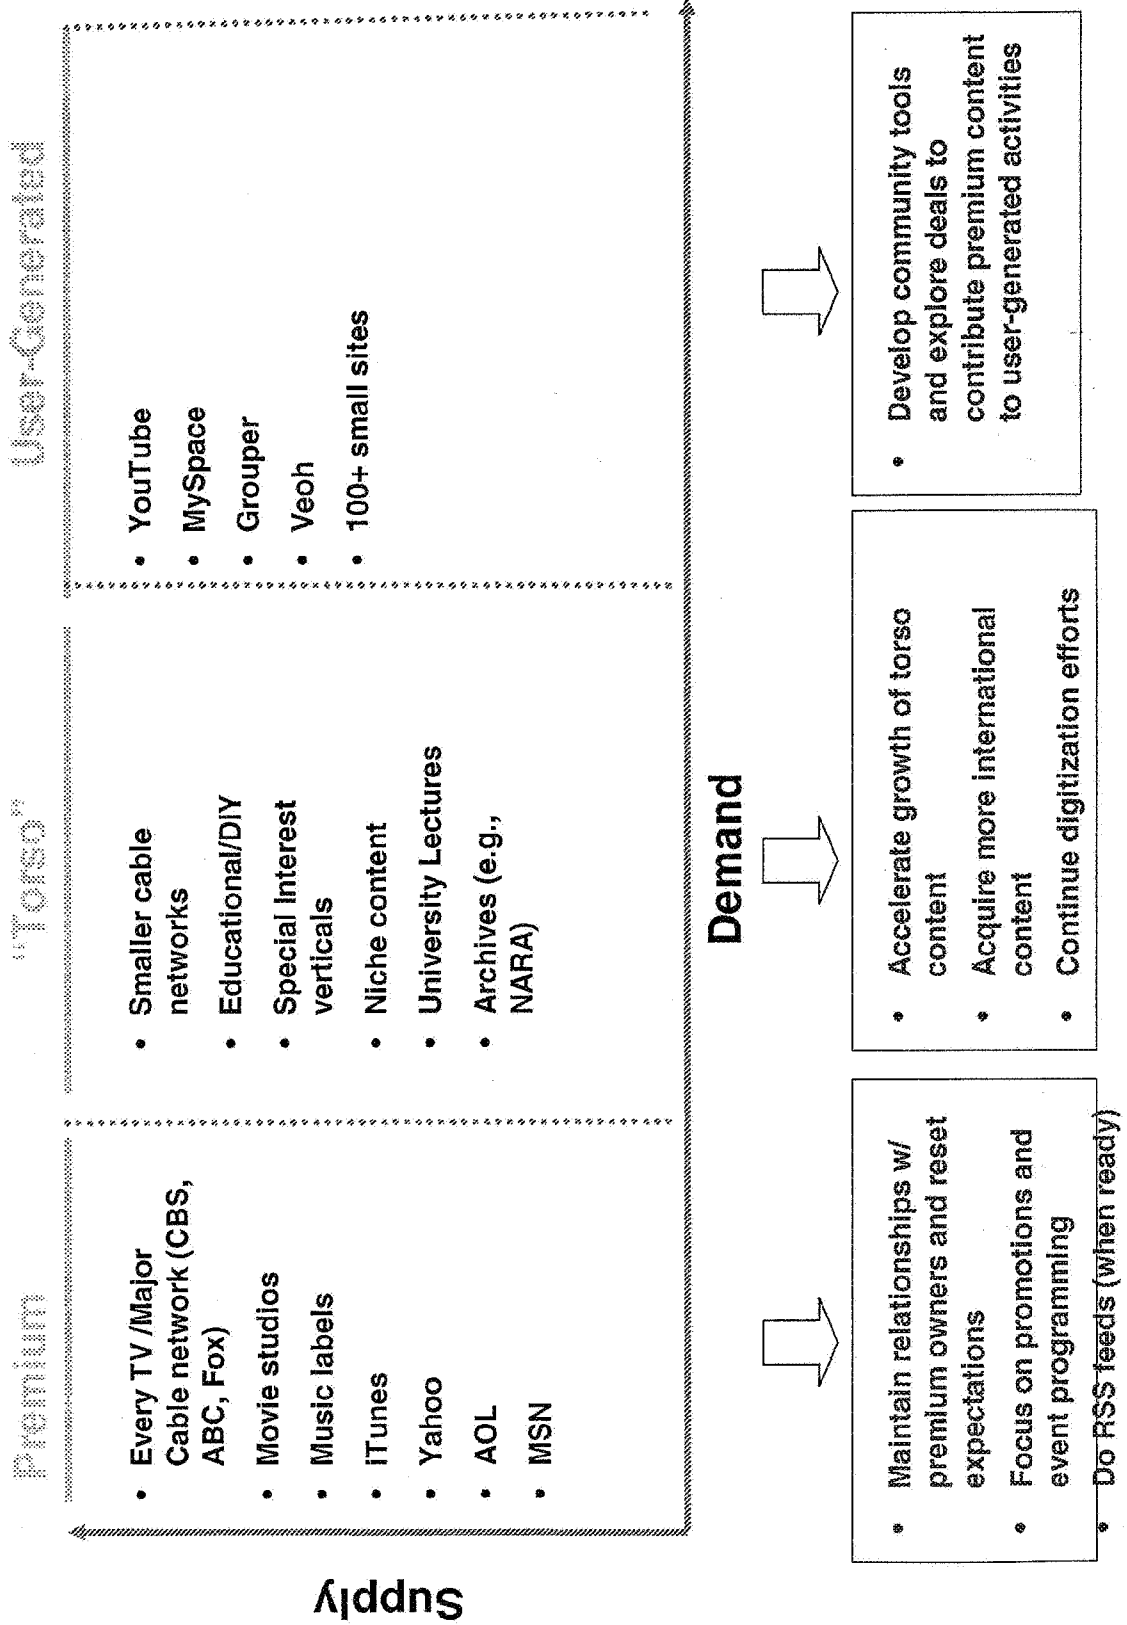 Premium
"Torso"
User-Generated
Supply
• Every TV /Major
Cable network (CBS,
ABC, Fox)
• Movie studios
• Music labels
• iTunes
• Yahoo
• AOL
• MSN
• Smaller cable
networks
• Educational/DIY
• Special Interest
verticals
• Niche content
• University Lectures
• Archives (e.g.,
NARA)
• YouTube
• MySpace
• Grouper
• Veoh
• 100+ small sites
Demand
• Maintain relationships w/
premium owners and reset
expectations
• Focus on promotions and
event programming
• Do RSS feeds (when ready)
• Accelerate growth of torso
content
• Acquire more international
content
• Continue digitization efforts
• Develop community tools
and explore deals to
contribute premium content
to user-generated activities